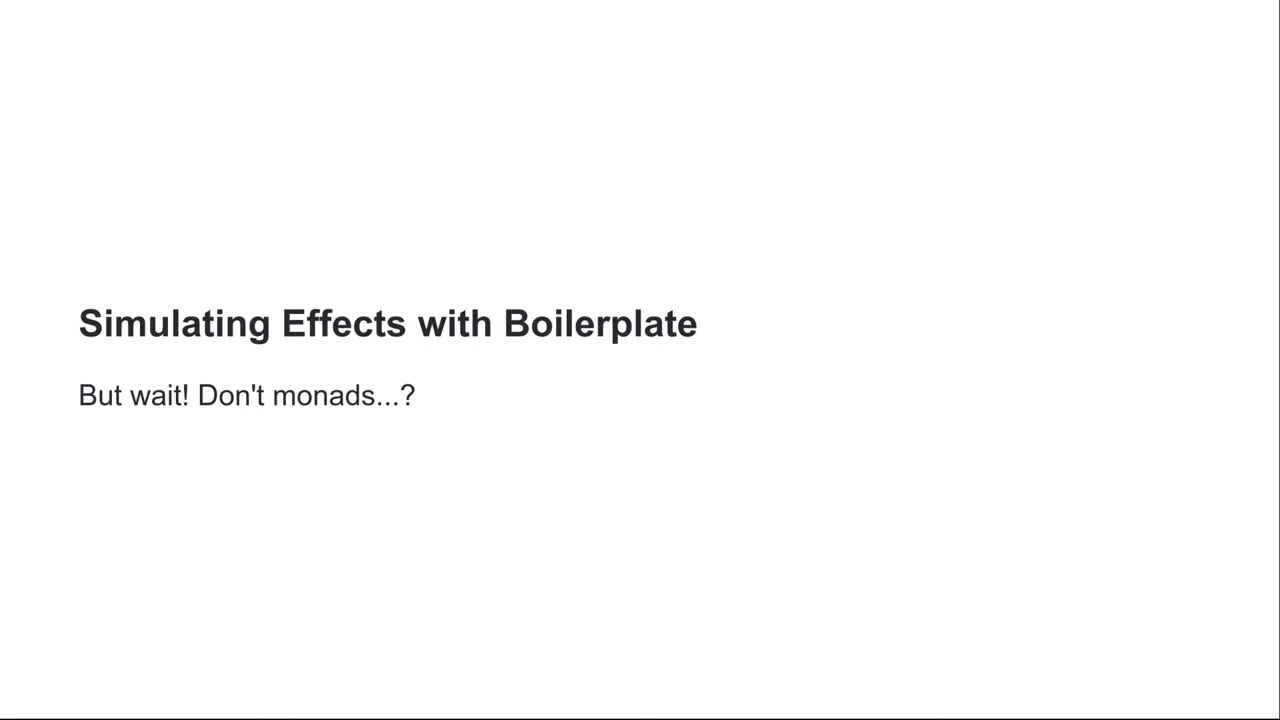 Simulating Effects with Boilerplate
But wait! Don't monads...?